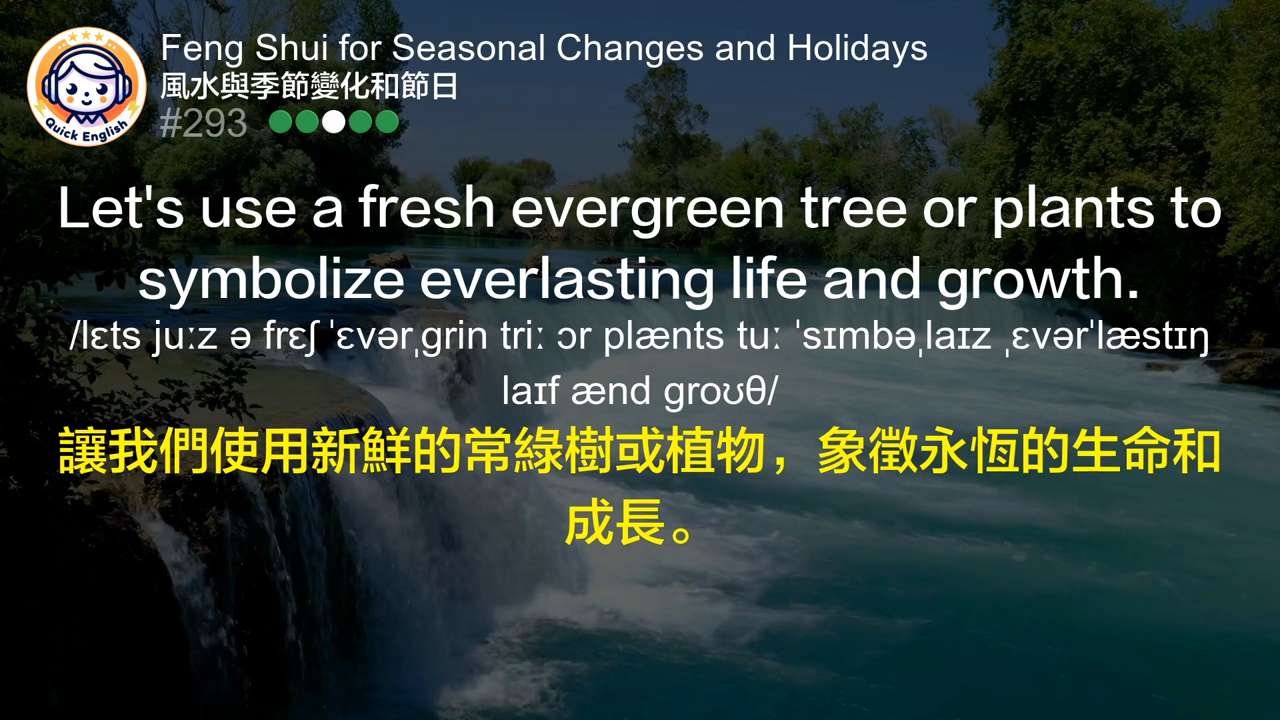 Feng Shui for Seasonal Changes and Holidays
風水與季節變化和節日
#293
Quick English
Let's use a fresh evergreen tree or plants to
symbolize everlasting life and growth.
/lɛts juːz ə frɛʃ ˈɛvərˌɡrin triː ɔr plænts tuː ˈsɪmbəˌlaɪz ˌɛvərˈlæstɪŋ
laɪf ænd ɡroʊθ/
讓我們使用新鮮的常綠樹或植物，象徵永恆的生命和
成長。